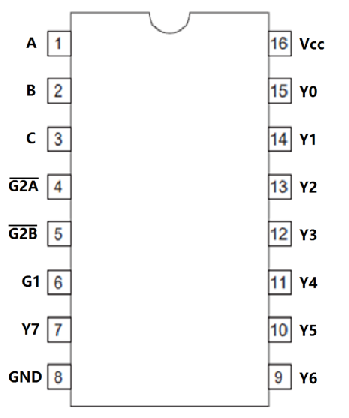 A 1 16 Vcc
B 2 15 Y0
C 3 14 Y1
G2A 4 13 Y2
G2B 5 12 Y3
G1 6 11 Y4
Y7 7 10 Y5
GND 8 9 Y6